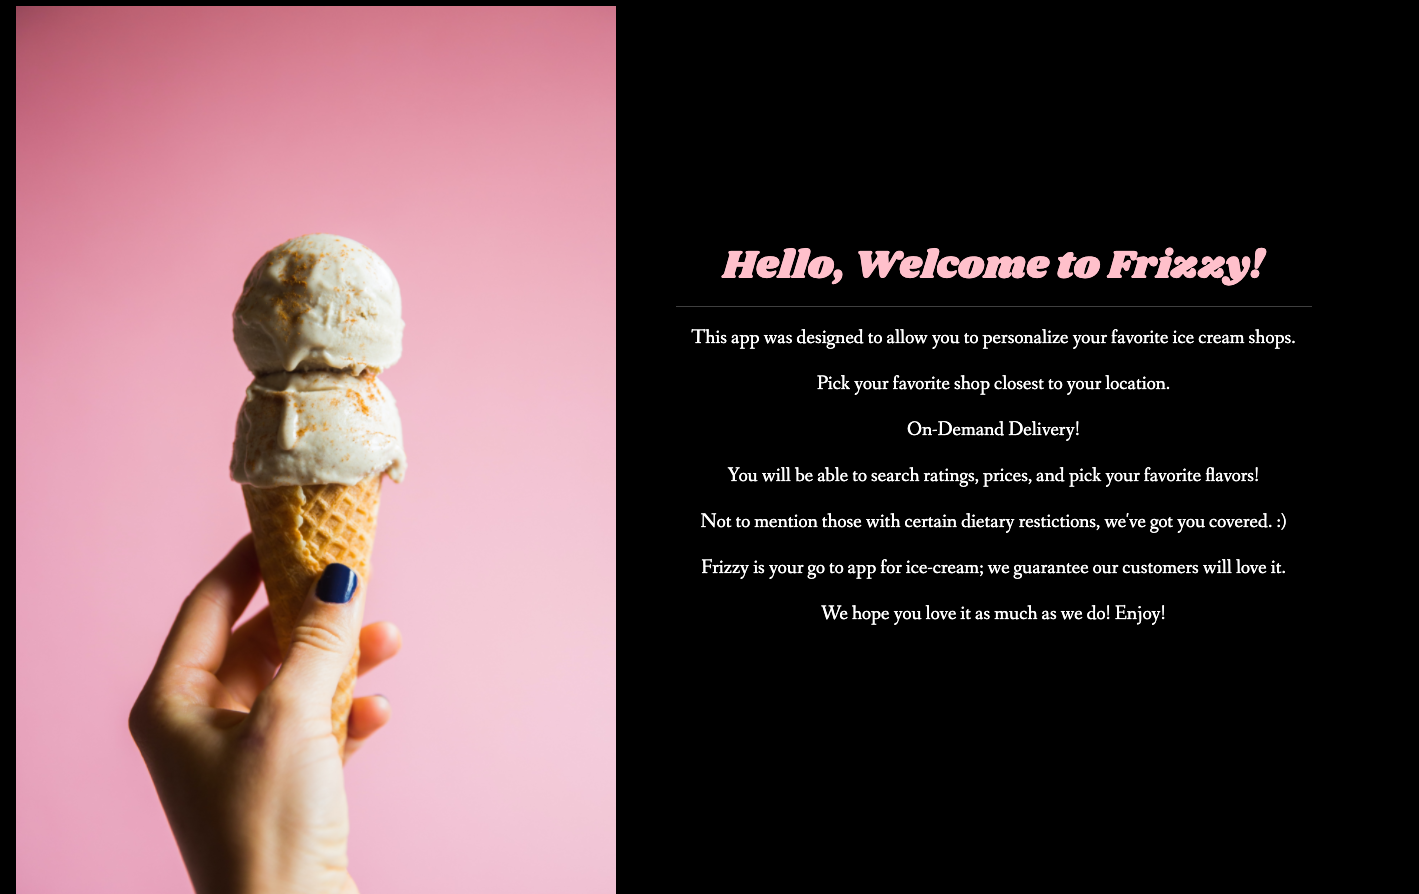 Hello, Welcome to Frizzy!
This app was designed to allow you to personalize your favorite ice cream shops.
Pick your favorite shop closest to your location.
On-Demand Delivery!
You will be able to search ratings, prices, and pick your favorite flavors!
Not to mention those with certain dietary restictions, we've got you covered. :)
Frizzy is your go to app for ice-cream; we guarantee our customers will love it.
We hope you love it as much as we do! Enjoy!